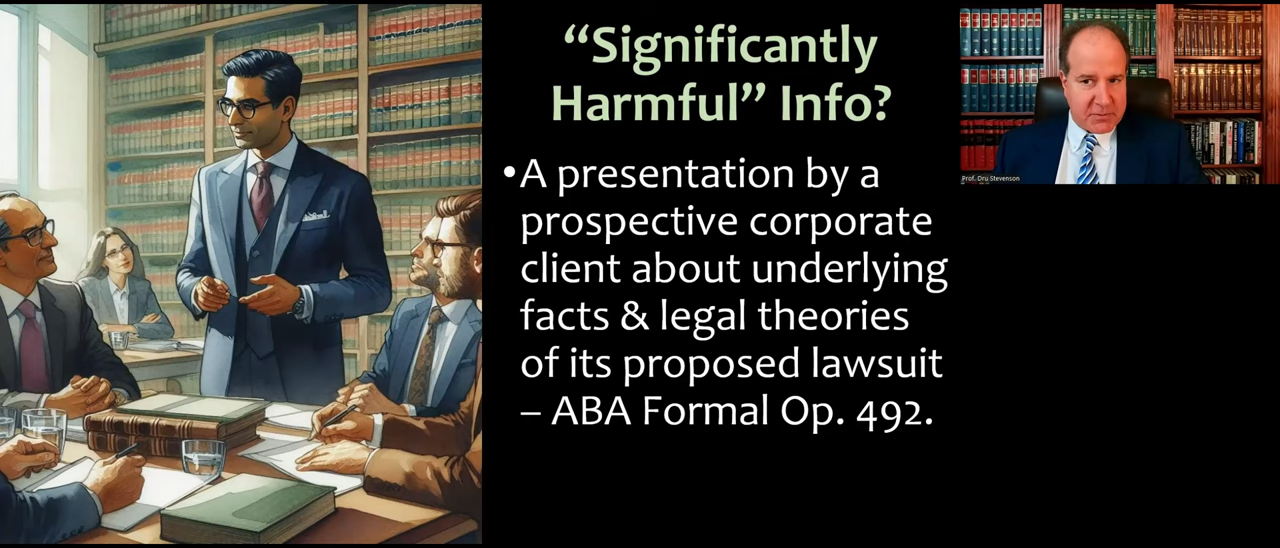 “Significantly
Harmful” Info?
•A presentation by a
prospective corporate
client about underlying
facts & legal theories
of its proposed lawsuit
– ABA Formal Op. 492.
Prof. Dru Stevenson